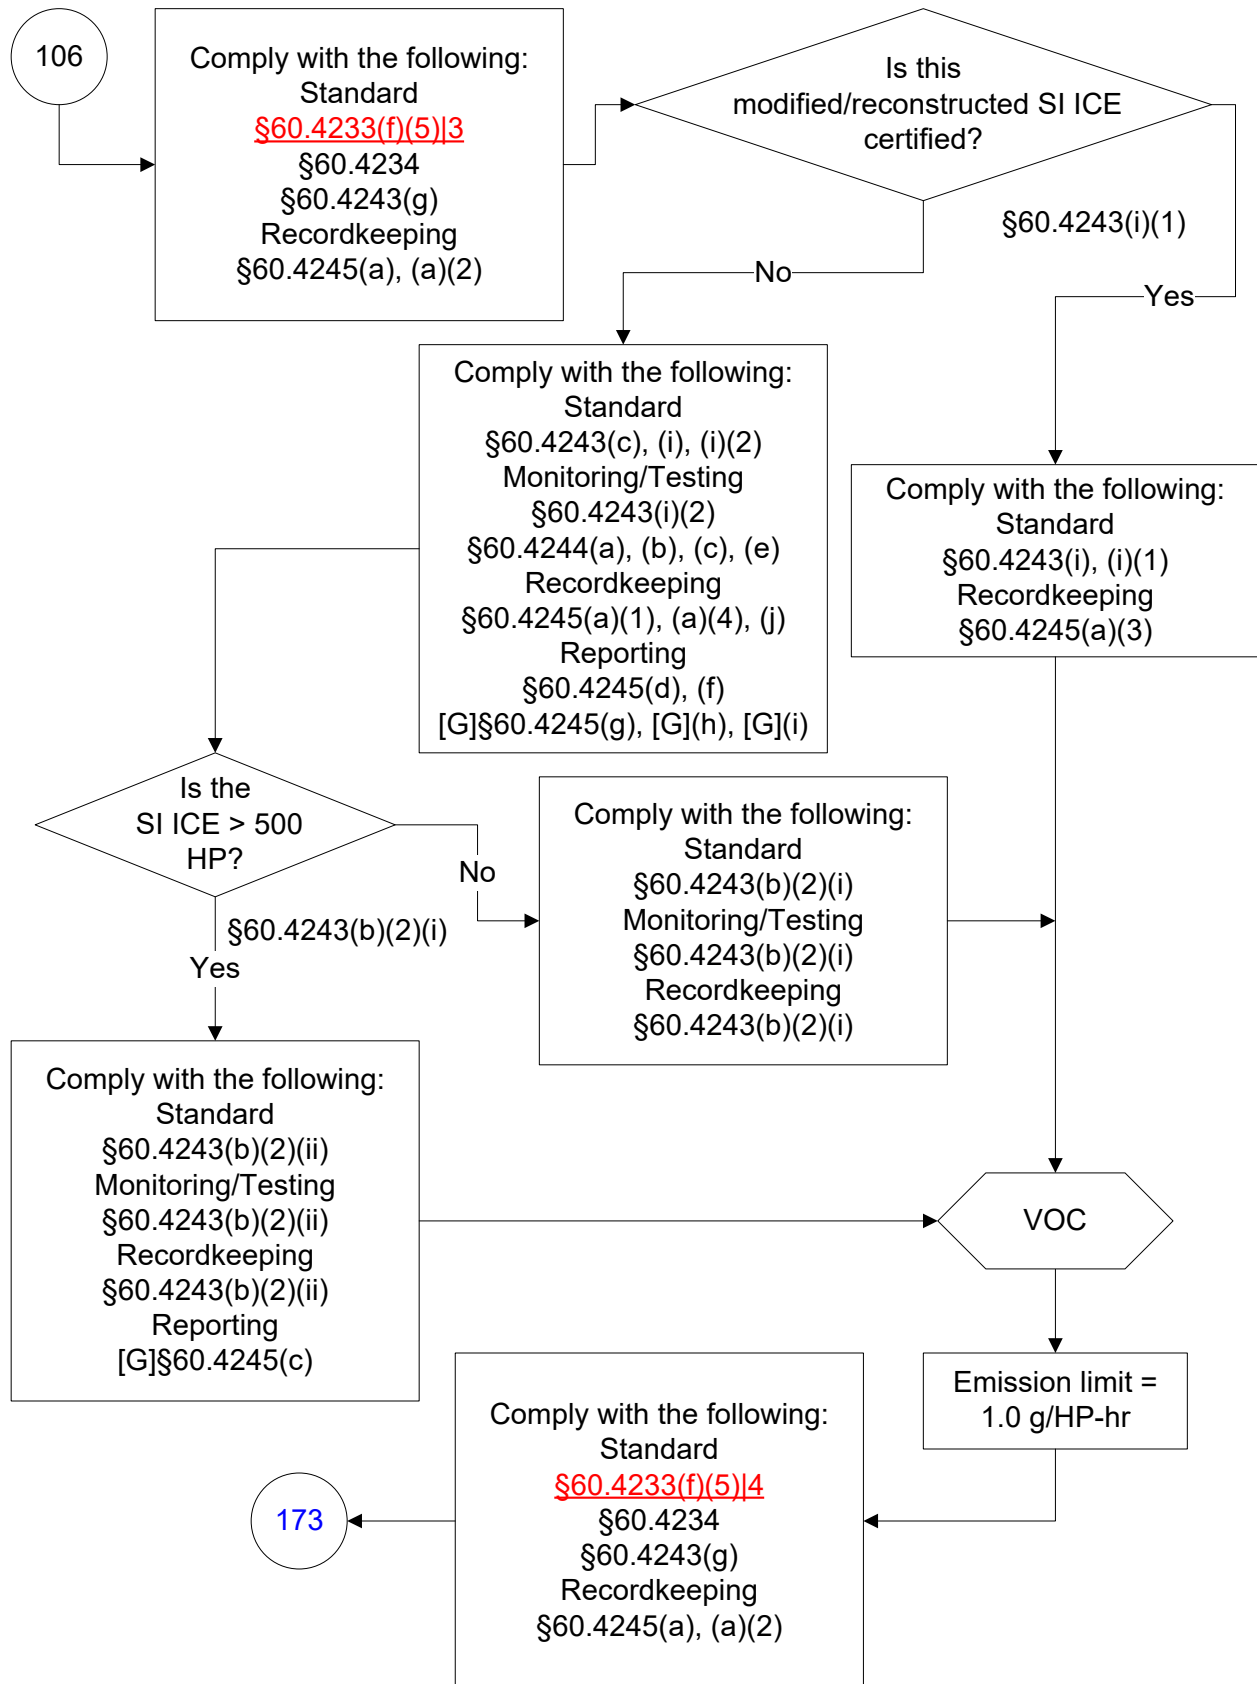 106
Comply with the following:
Standard
§60.4233(f)(5)|3
§60.4234
§60.4243(g)
Recordkeeping
§60.4245(a), (a)(2)
Is this
modified/reconstructed SI ICE
certified?
§60.4243(i)(1)
No
Yes
Comply with the following:
Standard
§60.4243(c), (i), (i)(2)
Monitoring/Testing
§60.4243(i)(2)
§60.4244(a), (b), (c), (e)
Recordkeeping
§60.4245(a)(1), (a)(4), (j)
Reporting
§60.4245(d), (f)
[G]§60.4245(g), [G](h), [G](i)
Comply with the following:
Standard
§60.4243(i), (i)(1)
Recordkeeping
§60.4245(a)(3)
Is the
SI ICE > 500
HP?
No
§60.4243(b)(2)(i)
Yes
Comply with the following:
Standard
§60.4243(b)(2)(i)
Monitoring/Testing
§60.4243(b)(2)(i)
Recordkeeping
§60.4243(b)(2)(i)
Comply with the following:
Standard
§60.4243(b)(2)(ii)
Monitoring/Testing
§60.4243(b)(2)(ii)
Recordkeeping
§60.4243(b)(2)(ii)
Reporting
[G]§60.4245(c)
VOC
Emission limit =
1.0 g/HP-hr
Comply with the following:
Standard
§60.4233(f)(5)|4
§60.4234
§60.4243(g)
Recordkeeping
§60.4245(a), (a)(2)
173